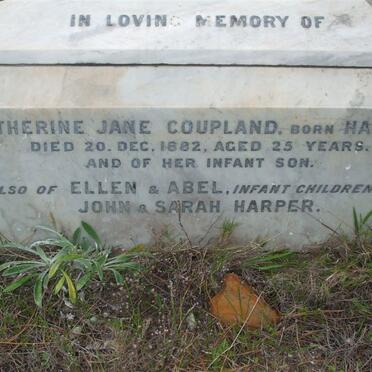 IN LOVING MEMORY OF
THERINE JANE COUPLAND, BORN HA
DIED 20. DEC. 1882, AGED 25 YEARS.
AND OF HER INFANT SON.
LSO OF ELLEN & ABEL, INFANT CHILDREN
JOHN & SARAH HARPER.